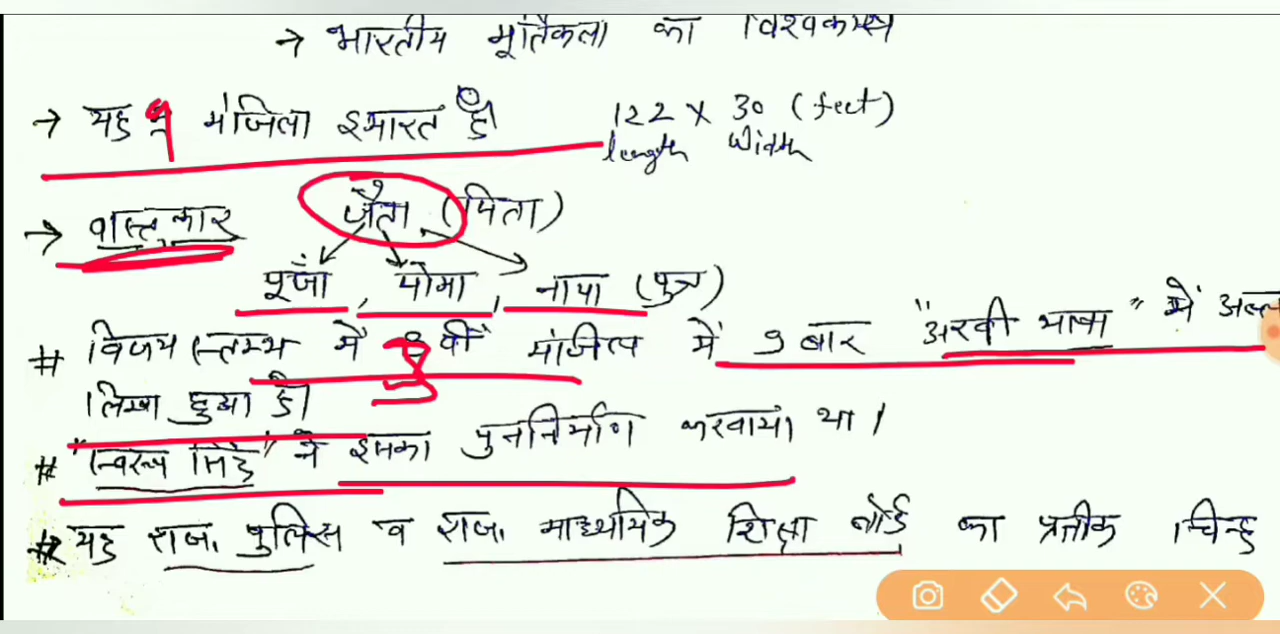 → भारतीय मूर्तिकला का विश्वकोष
→ यह 9 मंजिला इमारत है। 122 x 30 (feet)
length width
→ वास्तुकार जैता (पिता)
पूंजा, पोमा, नापा (पुत्र)
# विजय स्तम्भ में 8वीं मंजिल में 9 बार "अरबी भाषा" में
लिखा हुआ है।
# "स्वरूप सिंह" ने इसका पुनर्निर्माण करवाया था।
# यह राज. पुलिस व राज. माध्यमिक शिक्षा बोर्ड का प्रतीक चिन्ह